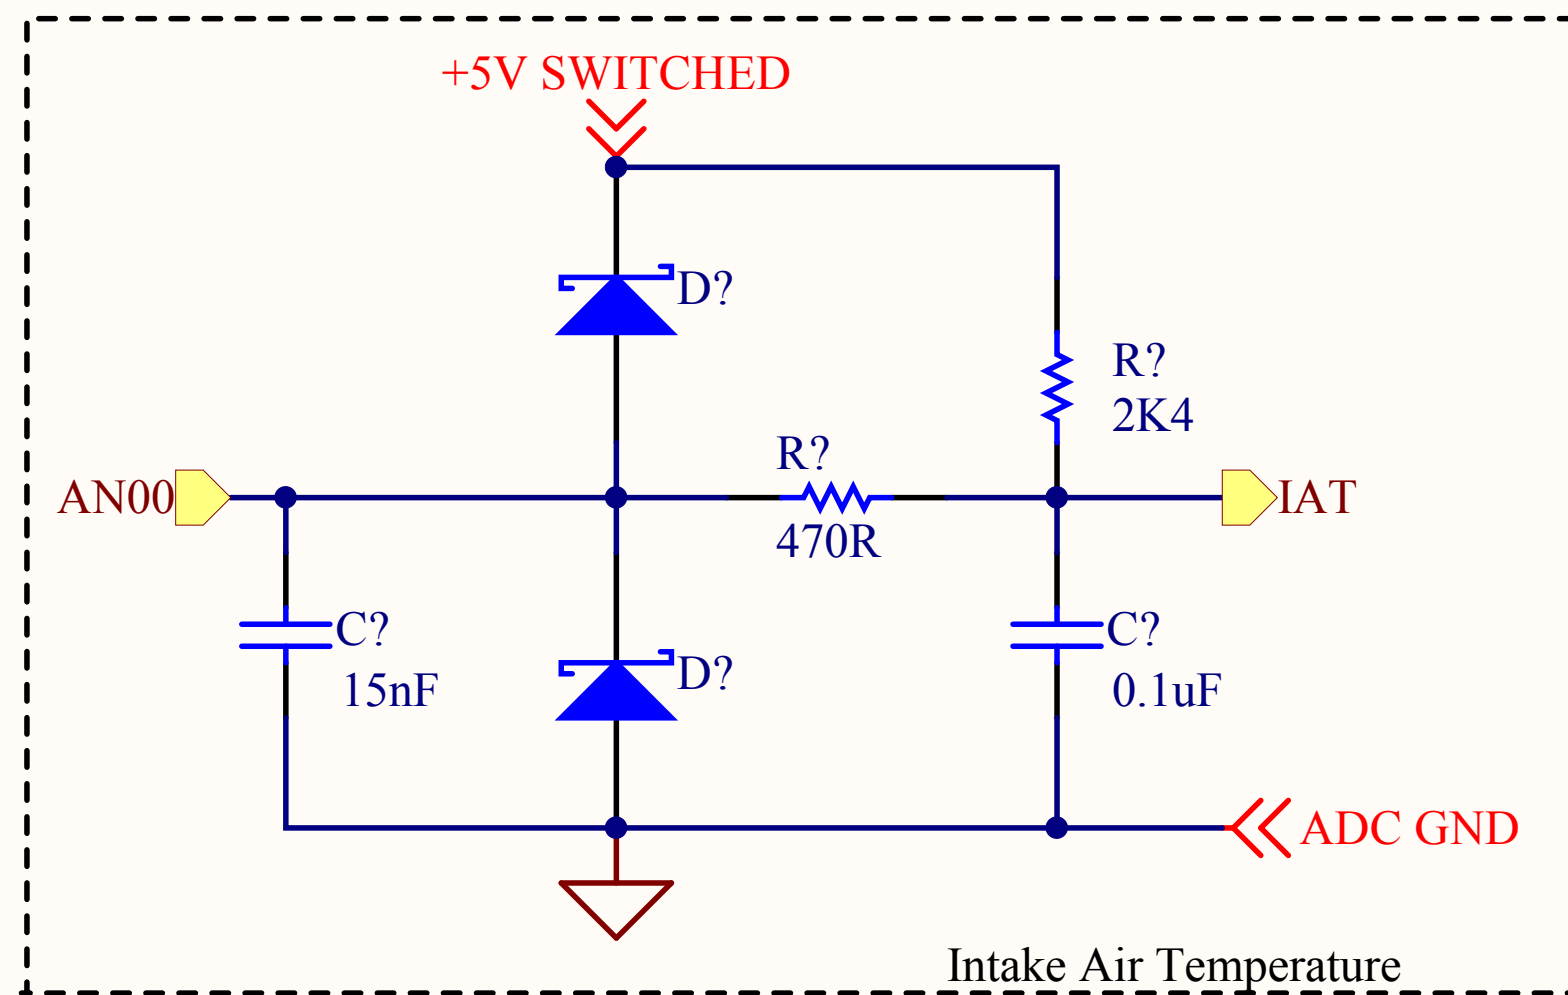 +5V SWITCHED
D?
R?
2K4
R?
470R
AN00
IAT
C?
15nF
D?
C?
0.1uF
ADC GND
Intake Air Temperature